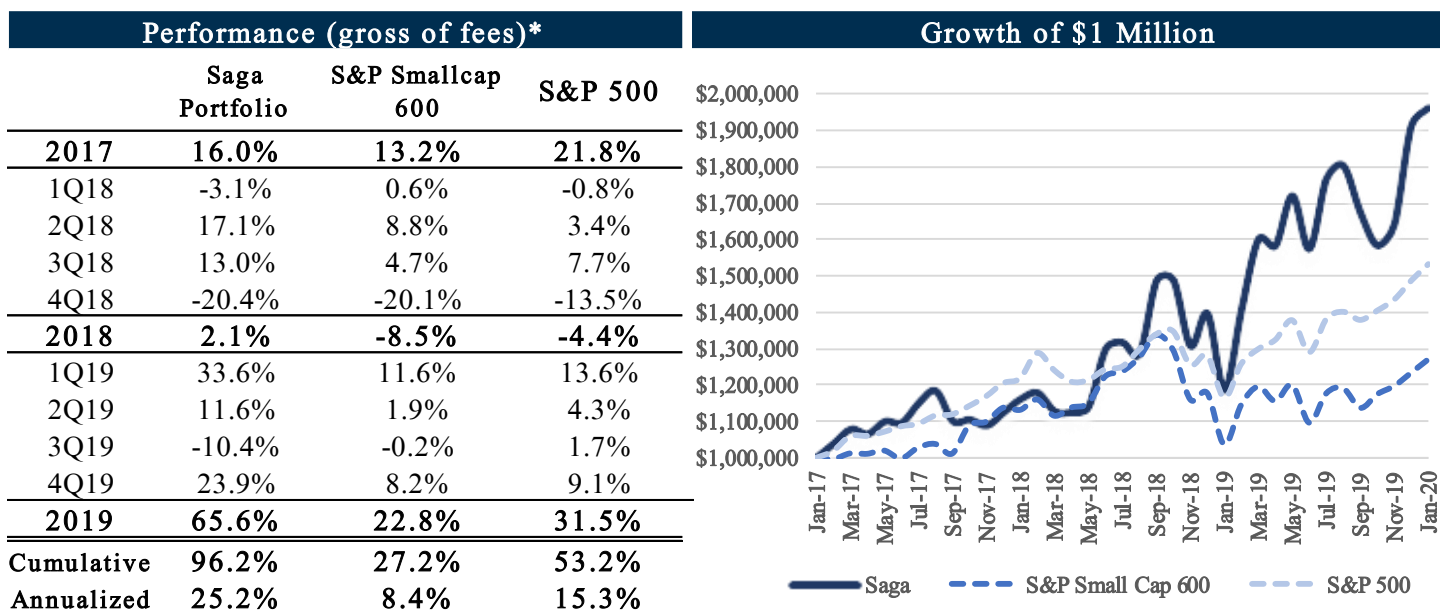 Performance (gross of fees)*
Saga Portfolio S&P Smallcap 600 S&P 500
2017 16.0% 13.2% 21.8%
1Q18 -3.1% 0.6% -0.8%
2Q18 17.1% 8.8% 3.4%
3Q18 13.0% 4.7% 7.7%
4Q18 -20.4% -20.1% -13.5%
2018 2.1% -8.5% -4.4%
1Q19 33.6% 11.6% 13.6%
2Q19 11.6% 1.9% 4.3%
3Q19 -10.4% -0.2% 1.7%
4Q19 23.9% 8.2% 9.1%
2019 65.6% 22.8% 31.5%
Cumulative 96.2% 27.2% 53.2%
Annualized 25.2% 8.4% 15.3%
Growth of $1 Million
$2,000,000
$1,900,000
$1,800,000
$1,700,000
$1,600,000
$1,500,000
$1,400,000
$1,300,000
$1,200,000
$1,100,000
$1,000,000
Jan-17 Mar-17 May-17 Jul-17 Sep-17 Nov-17 Jan-18 Mar-18 May-18 Jul-18 Sep-18 Nov-18 Jan-19 Mar-19 May-19 Jul-19 Sep-19 Nov-19 Jan-20
Saga S&P Small Cap 600 S&P 500